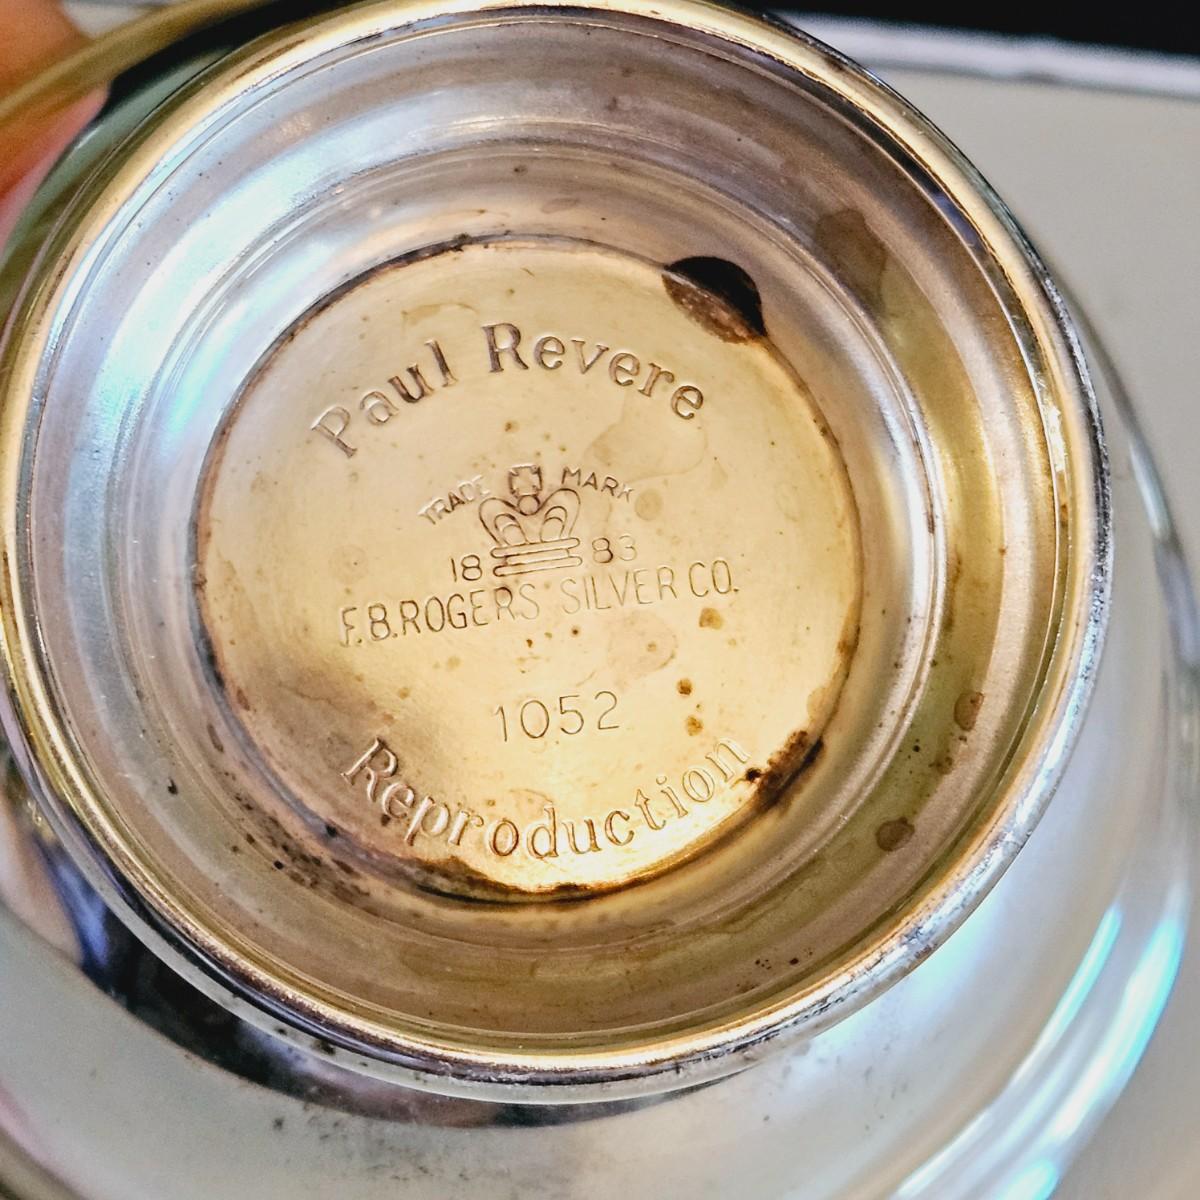 Paul Revere
TRADE MARK
18 83
F.B.ROGERS SILVER CO.
1052
Reproduction